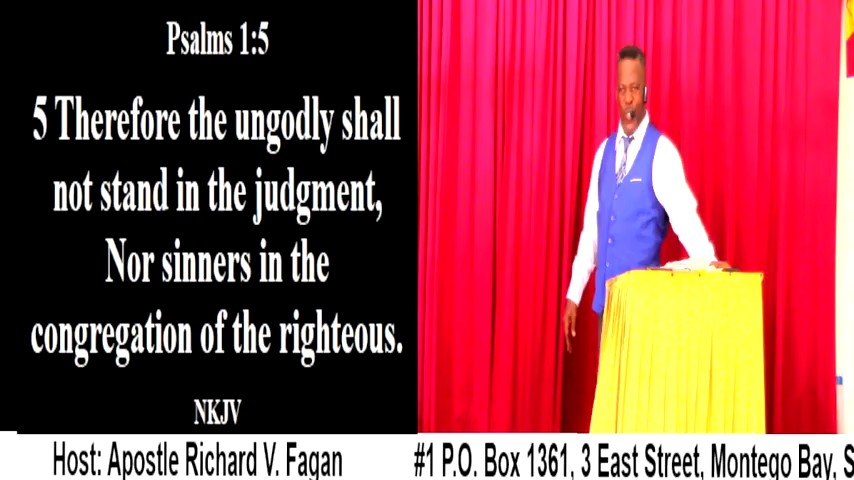 Psalms 1:5
5 Therefore the ungodly shall
not stand in the judgment,
Nor sinners in the
congregation of the righteous.
NKJV
Host: Apostle Richard V. Fagan
#1 P.O. Box 1361, 3 East Street, Montego Bay, S